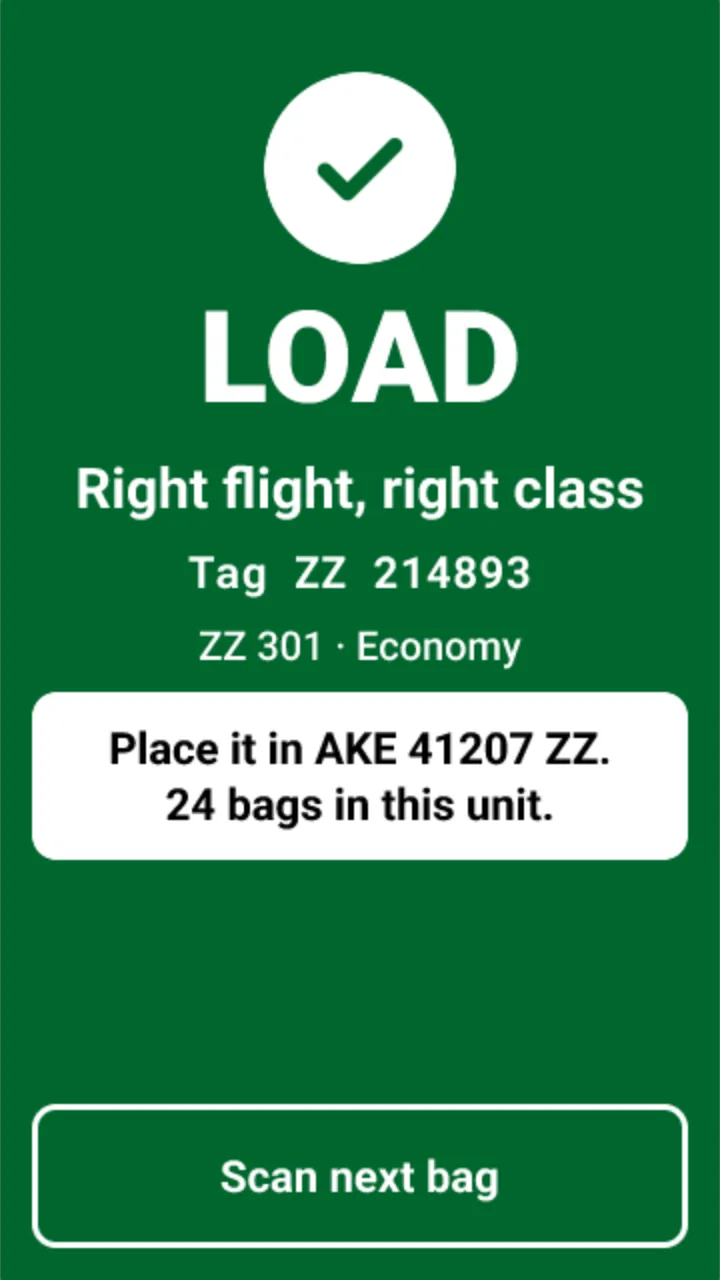 LOAD
Right flight, right class
Tag ZZ 214893
ZZ 301 · Economy
Place it in AKE 41207 ZZ.
24 bags in this unit.
Scan next bag